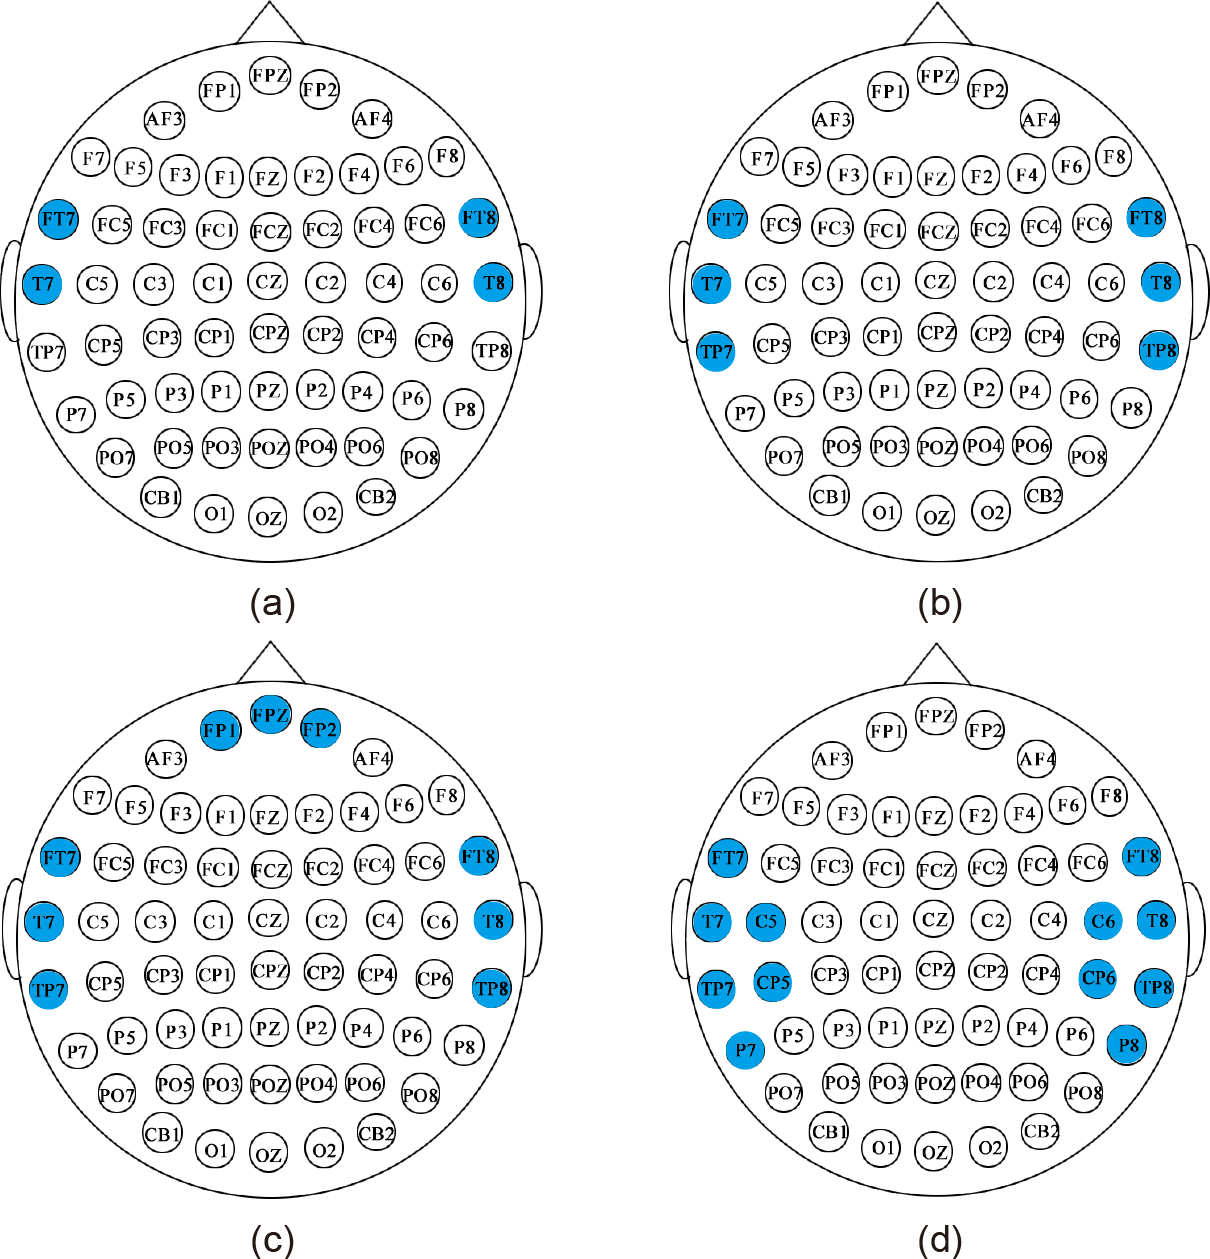 FPZ
FP1 FP2
AF3 AF4
F7 F5 F3 F1 FZ F2 F4 F6 F8
FT7 FC5 FC3 FC1 FCZ FC2 FC4 FC6 FT8
T7 C5 C3 C1 CZ C2 C4 C6 T8
TP7 CP5 CP3 CP1 CPZ CP2 CP4 CP6 TP8
P7 P5 P3 P1 PZ P2 P4 P6 P8
PO7 PO5 PO3 POZ PO4 PO6 PO8
CB1 O1 OZ O2 CB2
(a)
FPZ
FP1 FP2
AF3 AF4
F7 F5 F3 F1 FZ F2 F4 F6 F8
FT7 FC5 FC3 FC1 FCZ FC2 FC4 FC6 FT8
T7 C5 C3 C1 CZ C2 C4 C6 T8
TP7 CP5 CP3 CP1 CPZ CP2 CP4 CP6 TP8
P7 P5 P3 P1 PZ P2 P4 P6 P8
PO7 PO5 PO3 POZ PO4 PO6 PO8
CB1 O1 OZ O2 CB2
(b)
FPZ
FP1 FP2
AF3 AF4
F7 F5 F3 F1 FZ F2 F4 F6 F8
FT7 FC5 FC3 FC1 FCZ FC2 FC4 FC6 FT8
T7 C5 C3 C1 CZ C2 C4 C6 T8
TP7 CP5 CP3 CP1 CPZ CP2 CP4 CP6 TP8
P7 P5 P3 P1 PZ P2 P4 P6 P8
PO7 PO5 PO3 POZ PO4 PO6 PO8
CB1 O1 OZ O2 CB2
(c)
FPZ
FP1 FP2
AF3 AF4
F7 F5 F3 F1 FZ F2 F4 F6 F8
FT7 FC5 FC3 FC1 FCZ FC2 FC4 FC6 FT8
T7 C5 C3 C1 CZ C2 C4 C6 T8
TP7 CP5 CP3 CP1 CPZ CP2 CP4 CP6 TP8
P7 P5 P3 P1 PZ P2 P4 P6 P8
PO7 PO5 PO3 POZ PO4 PO6 PO8
CB1 O1 OZ O2 CB2
(d)